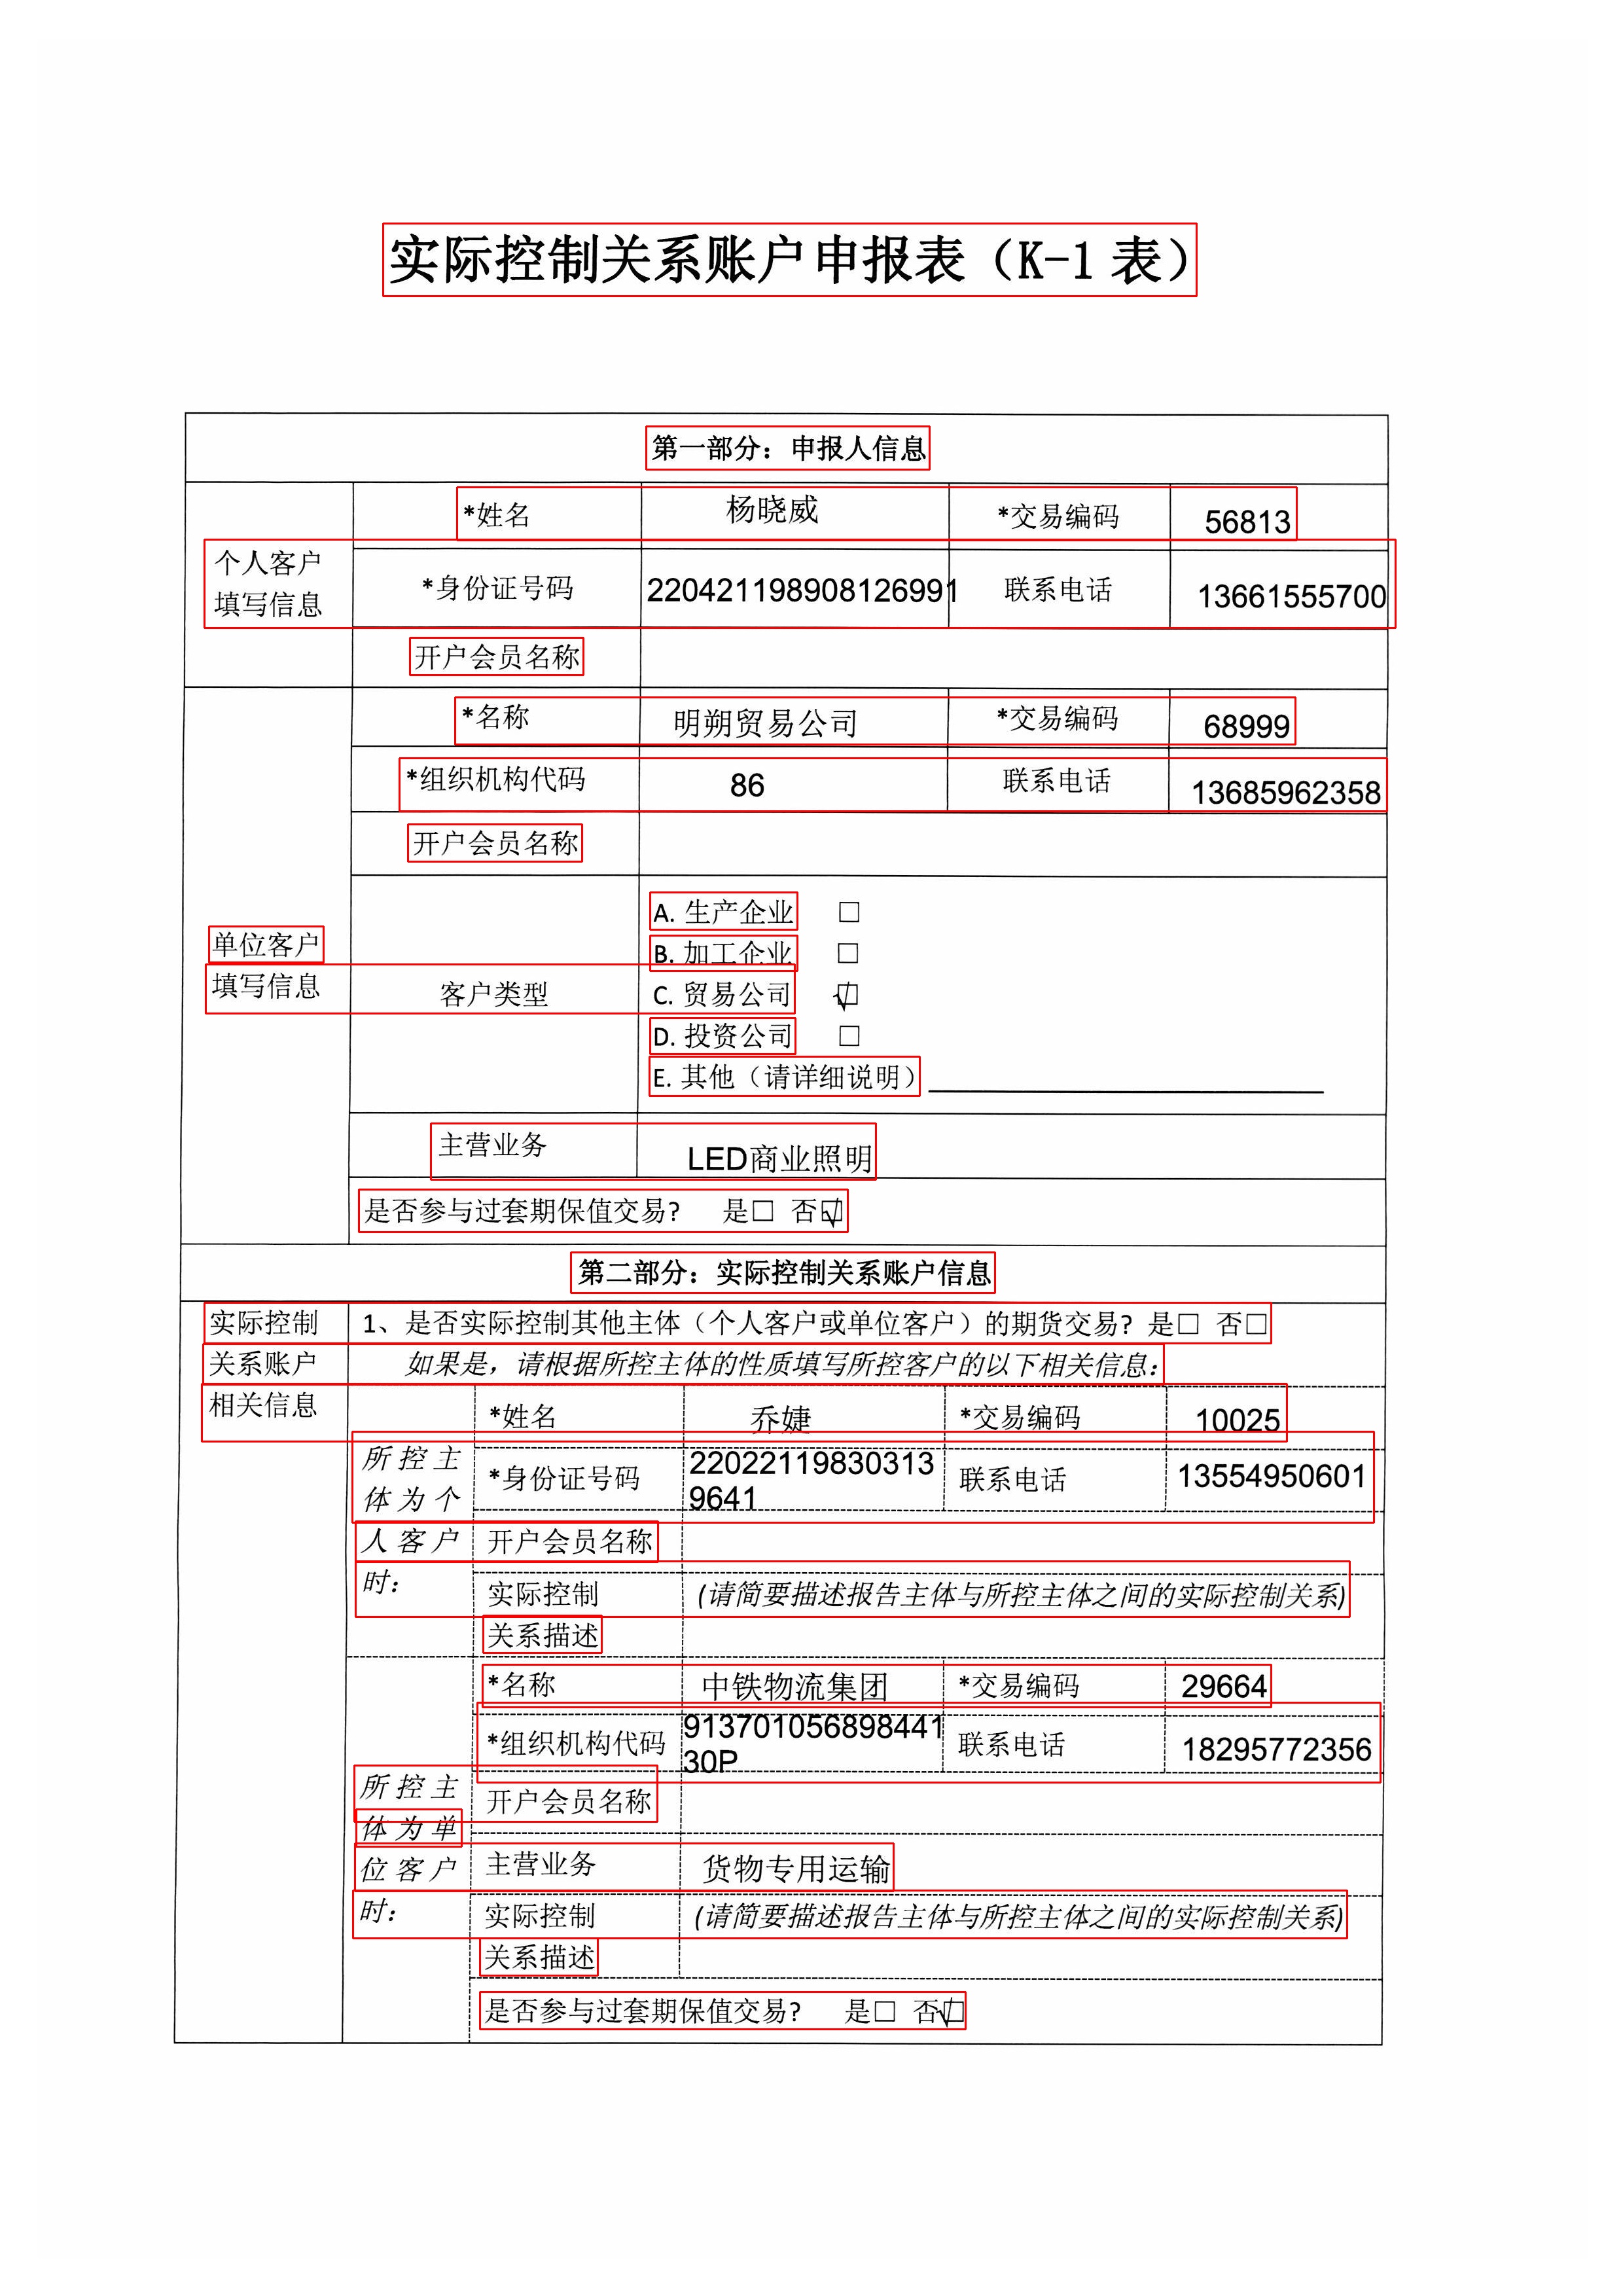 实际控制关系账户申报表（K-1 表）
第一部分：申报人信息
*姓名 杨晓威 *交易编码 56813
个人客户
填写信息 *身份证号码 220421198908126991 联系电话 13661555700
开户会员名称
*名称 明朔贸易公司 *交易编码 68999
*组织机构代码 86 联系电话 13685962358
开户会员名称
A. 生产企业 □
单位客户 B. 加工企业 □
填写信息 客户类型 C. 贸易公司 ☑
D. 投资公司 □
E. 其他（请详细说明）
主营业务 LED商业照明
是否参与过套期保值交易? 是□ 否☑
第二部分：实际控制关系账户信息
实际控制 1、是否实际控制其他主体（个人客户或单位客户）的期货交易? 是□ 否□
关系账户 如果是，请根据所控主体的性质填写所控客户的以下相关信息：
相关信息 *姓名 乔婕 *交易编码 10025
所控主 *身份证号码 22022119830313 联系电话 13554950601
体为个 9641
人客户 开户会员名称
时： 实际控制 (请简要描述报告主体与所控主体之间的实际控制关系)
关系描述
*名称 中铁物流集团 *交易编码 29664
*组织机构代码 913701056898441 联系电话 18295772356
30P
所控主 开户会员名称
体为单
位客户 主营业务 货物专用运输
时： 实际控制 (请简要描述报告主体与所控主体之间的实际控制关系)
关系描述
是否参与过套期保值交易? 是□ 否☑